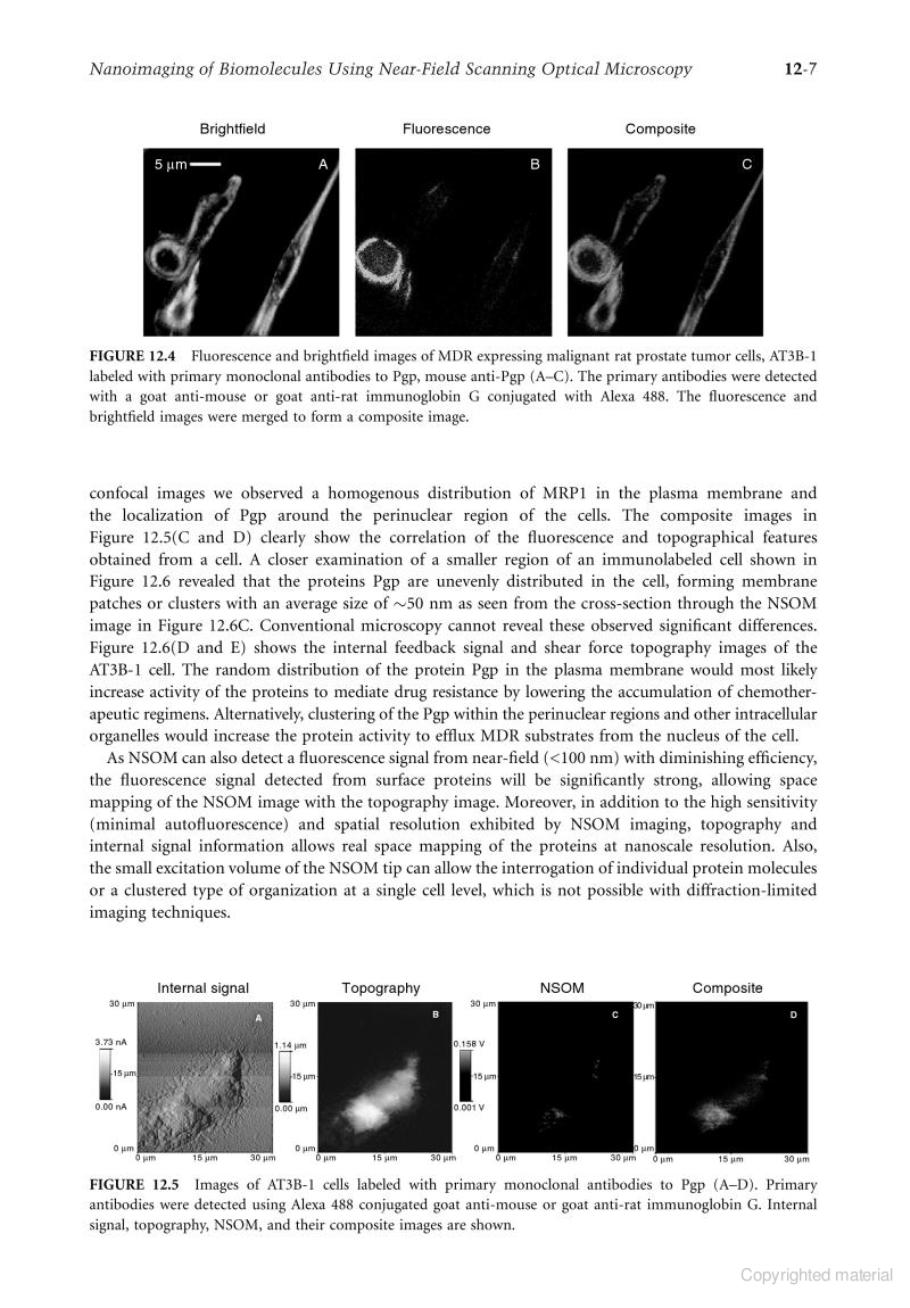 Nanoimaging of Biomolecules Using Near-Field Scanning Optical Microscopy 12-7
Brightfield Fluorescence Composite
5 µm A B C
FIGURE 12.4 Fluorescence and brightfield images of MDR expressing malignant rat prostate tumor cells, AT3B-1
labeled with primary monoclonal antibodies to Pgp, mouse anti-Pgp (A–C). The primary antibodies were detected
with a goat anti-mouse or goat anti-rat immunoglobin G conjugated with Alexa 488. The fluorescence and
brightfield images were merged to form a composite image.
confocal images we observed a homogenous distribution of MRP1 in the plasma membrane and
the localization of Pgp around the perinuclear region of the cells. The composite images in
Figure 12.5(C and D) clearly show the correlation of the fluorescence and topographical features
obtained from a cell. A closer examination of a smaller region of an immunolabeled cell shown in
Figure 12.6 revealed that the proteins Pgp are unevenly distributed in the cell, forming membrane
patches or clusters with an average size of ∼50 nm as seen from the cross-section through the NSOM
image in Figure 12.6C. Conventional microscopy cannot reveal these observed significant differences.
Figure 12.6(D and E) shows the internal feedback signal and shear force topography images of the
AT3B-1 cell. The random distribution of the protein Pgp in the plasma membrane would most likely
increase activity of the proteins to mediate drug resistance by lowering the accumulation of chemother-
apeutic regimens. Alternatively, clustering of the Pgp within the perinuclear regions and other intracellular
organelles would increase the protein activity to efflux MDR substrates from the nucleus of the cell.
As NSOM can also detect a fluorescence signal from near-field (<100 nm) with diminishing efficiency,
the fluorescence signal detected from surface proteins will be significantly strong, allowing space
mapping of the NSOM image with the topography image. Moreover, in addition to the high sensitivity
(minimal autofluorescence) and spatial resolution exhibited by NSOM imaging, topography and
internal signal information allows real space mapping of the proteins at nanoscale resolution. Also,
the small excitation volume of the NSOM tip can allow the interrogation of individual protein molecules
or a clustered type of organization at a single cell level, which is not possible with diffraction-limited
imaging techniques.
Internal signal Topography NSOM Composite
30 µm 30 µm 30 µm 30 µm
A B C D
3.73 nA 1.14 µm 0.158 V
15 µm 15 µm 15 µm 15 µm
0.00 nA 0.00 µm 0.001 V
0 µm 0 µm 0 µm 0 µm
0 µm 15 µm 30 µm 0 µm 15 µm 30 µm 0 µm 15 µm 30 µm 0 µm 15 µm 30 µm
FIGURE 12.5 Images of AT3B-1 cells labeled with primary monoclonal antibodies to Pgp (A–D). Primary
antibodies were detected using Alexa 488 conjugated goat anti-mouse or goat anti-rat immunoglobin G. Internal
signal, topography, NSOM, and their composite images are shown.
Copyrighted material